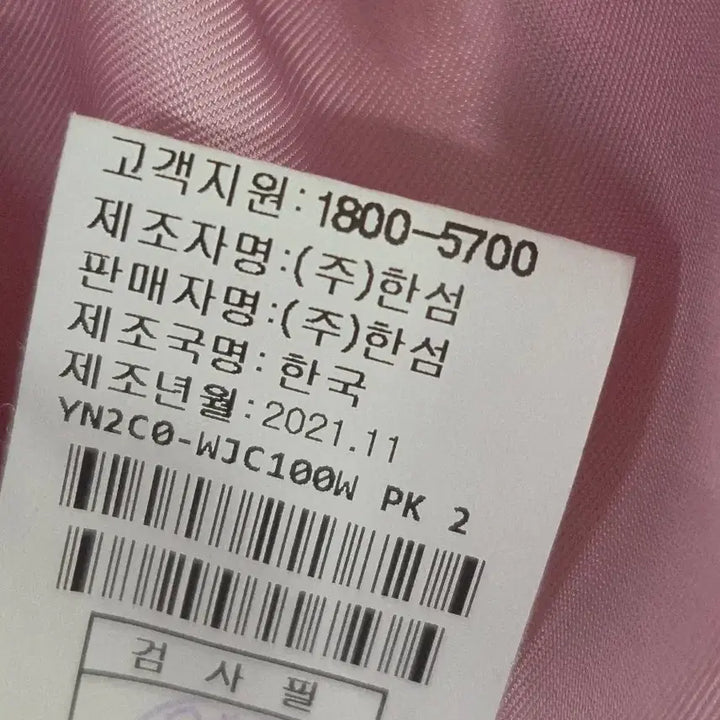 고객지원:1800-5700
제조자명:(주)한섬
판매자명:(주)한섬
제조국명:한국
제조년월:2021.11
YN2C0-WJC100W PK 2
검 사 필